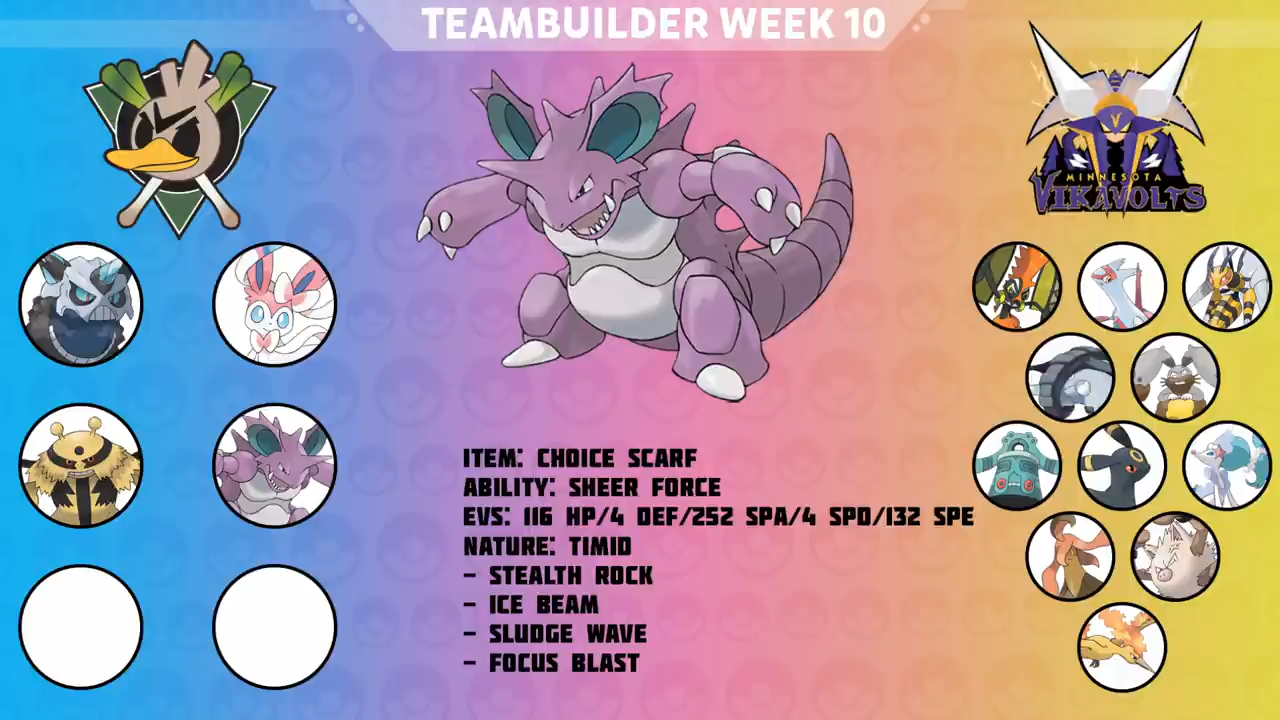 TEAMBUILDER WEEK 10
MINNESOTA
VIKAVOLTS
ITEM: CHOICE SCARF
ABILITY: SHEER FORCE
EVS: 116 HP/4 DEF/252 SPA/4 SPD/132 SPE
NATURE: TIMID
- STEALTH ROCK
- ICE BEAM
- SLUDGE WAVE
- FOCUS BLAST